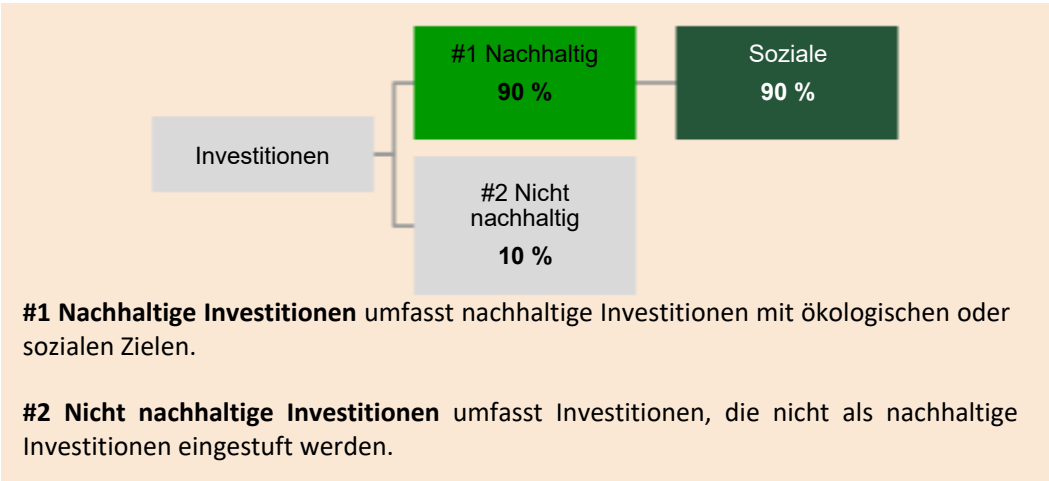 #1 Nachhaltig
90 %
Soziale
90 %
Investitionen
#2 Nicht
nachhaltig
10 %
#1 Nachhaltige Investitionen umfasst nachhaltige Investitionen mit ökologischen oder
sozialen Zielen.
#2 Nicht nachhaltige Investitionen umfasst Investitionen, die nicht als nachhaltige
Investitionen eingestuft werden.